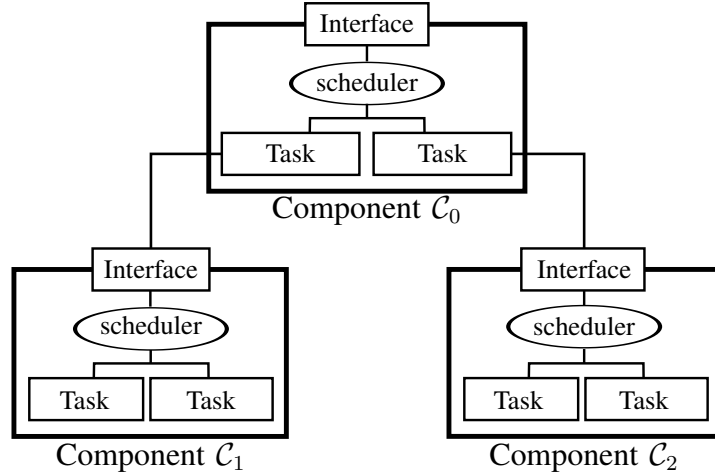 Interface
scheduler
Task Task
Component C₀
Interface
scheduler
Task Task
Component C₁
Interface
scheduler
Task Task
Component C₂